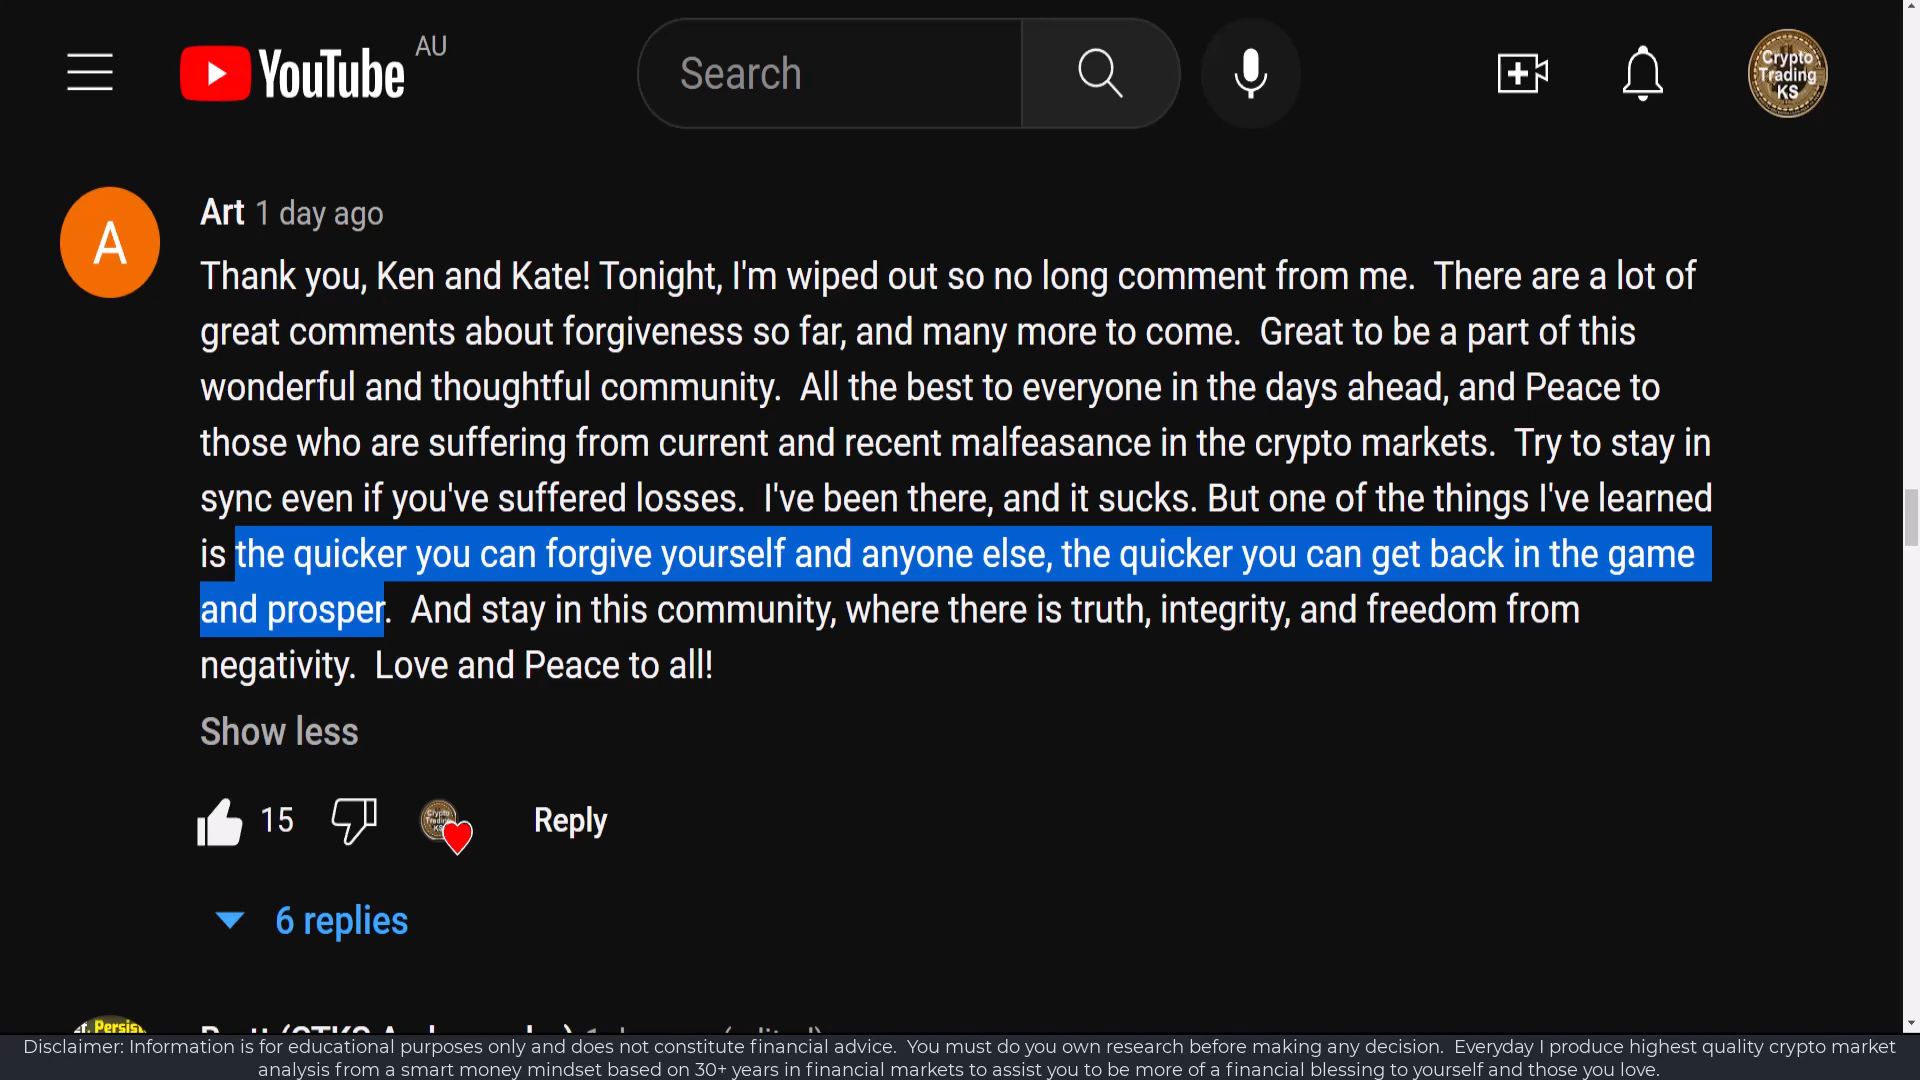 YouTube AU
Search
Crypto
Trading
KS
A
Art 1 day ago
Thank you, Ken and Kate! Tonight, I'm wiped out so no long comment from me.  There are a lot of
great comments about forgiveness so far, and many more to come.  Great to be a part of this
wonderful and thoughtful community.  All the best to everyone in the days ahead, and Peace to
those who are suffering from current and recent malfeasance in the crypto markets.  Try to stay in
sync even if you've suffered losses.  I've been there, and it sucks. But one of the things I've learned
is the quicker you can forgive yourself and anyone else, the quicker you can get back in the game
and prosper.  And stay in this community, where there is truth, integrity, and freedom from
negativity.  Love and Peace to all!
Show less
15
Reply
6 replies
Disclaimer: Information is for educational purposes only and does not constitute financial advice.  You must do you own research before making any decision.  Everyday I produce highest quality crypto market
analysis from a smart money mindset based on 30+ years in financial markets to assist you to be more of a financial blessing to yourself and those you love.